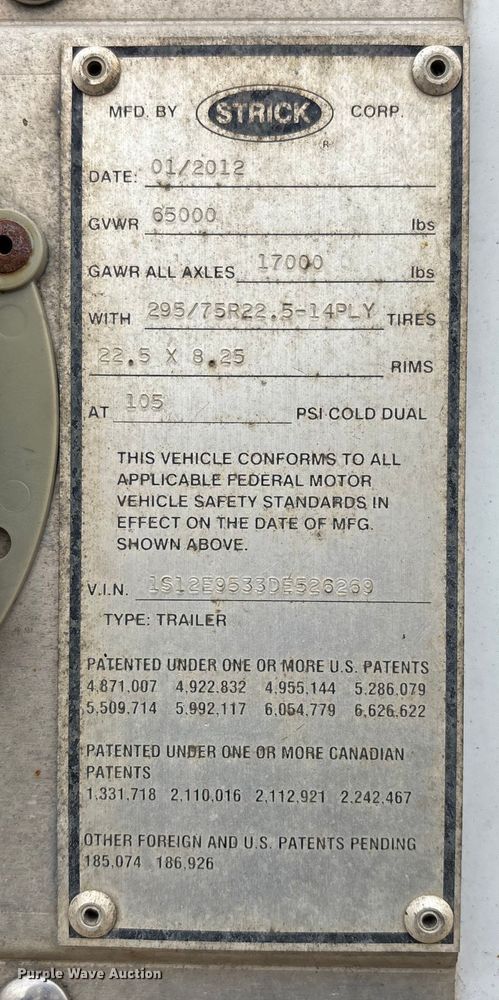 MFD. BY STRICK CORP.
R
DATE: 01/2012
GVWR 65000 lbs
GAWR ALL AXLES 17000 lbs
WITH 295/75R22.5-14PLY TIRES
22.5 X 8.25 RIMS
AT 105 PSI COLD DUAL
THIS VEHICLE CONFORMS TO ALL
APPLICABLE FEDERAL MOTOR
VEHICLE SAFETY STANDARDS IN
EFFECT ON THE DATE OF MFG.
SHOWN ABOVE.
V.I.N. 1S12E9533DE526269
TYPE: TRAILER
PATENTED UNDER ONE OR MORE U.S. PATENTS
4,871,007 4,922,832 4,955,144 5,286,079
5,509,714 5,992,117 6,054,779 6,626,622
PATENTED UNDER ONE OR MORE CANADIAN
PATENTS
1,331,718 2,110,016 2,112,921 2,242,467
OTHER FOREIGN AND U.S. PATENTS PENDING
185,074 186,926
Purple Wave Auction